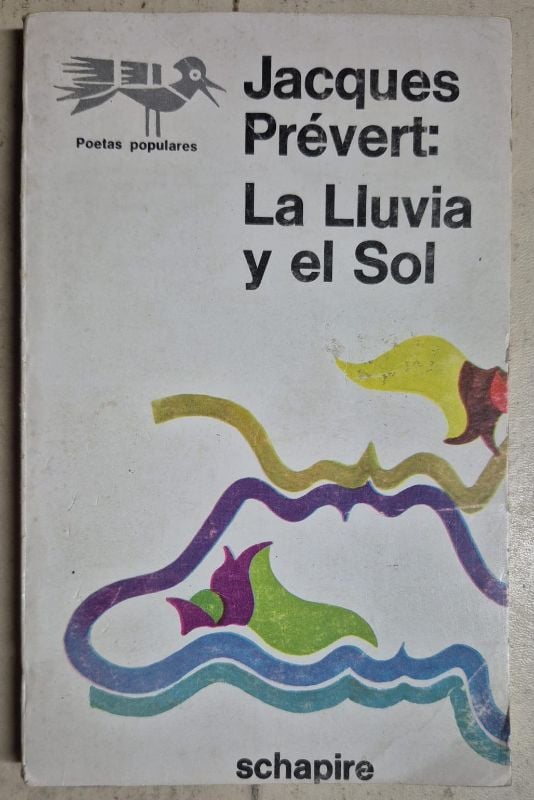 Poetas populares
Jacques
Prévert:
La Lluvia
y el Sol
schapire